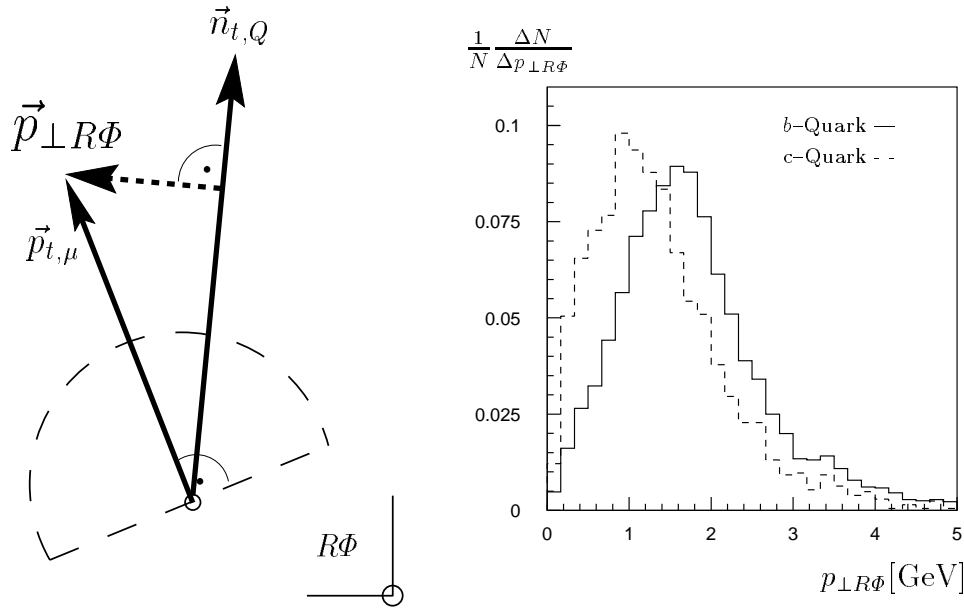 n⃗ t,Q
p⃗ ⊥RΦ
p⃗ t,μ
RΦ
1/N ΔN/Δp⊥RΦ
b–Quark —
c–Quark - -
0.1
0.075
0.05
0.025
0
0 1 2 3 4 5
p⊥RΦ[GeV]